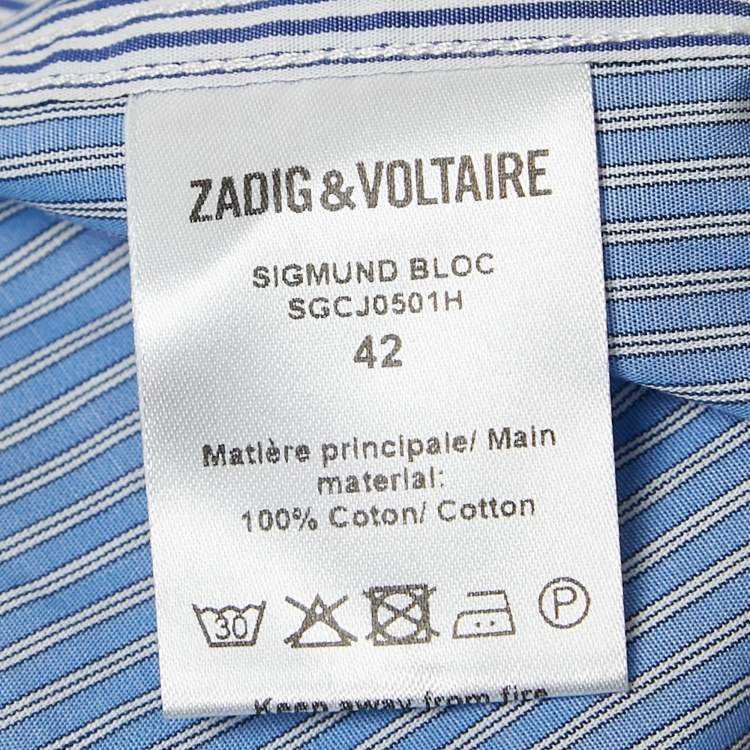 ZADIG & VOLTAIRE
SIGMUND BLOC
SGCJ0501H
42
Matière principale/ Main
material:
100% Coton/ Cotton
30
P
Keep away from fire